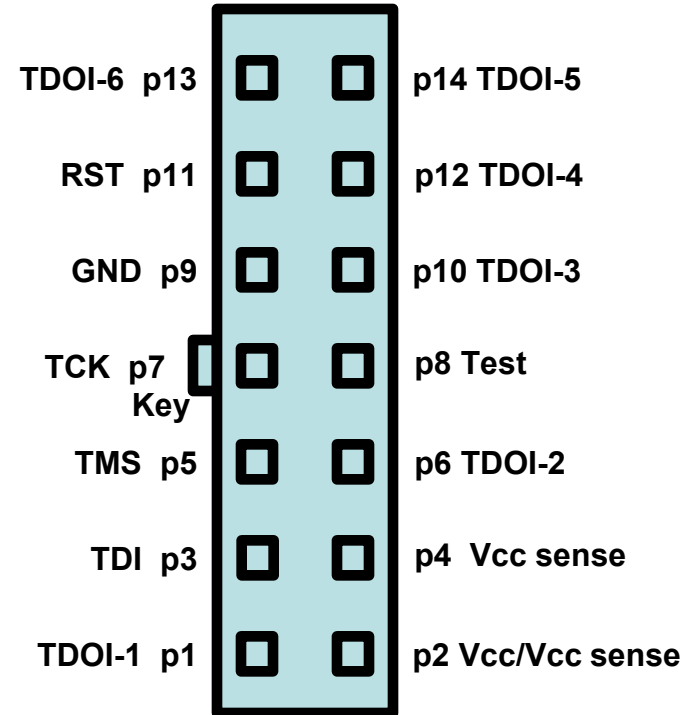 TDOI-6 p13
p14 TDOI-5
RST p11
p12 TDOI-4
GND p9
p10 TDOI-3
TCK p7
Key
p8 Test
TMS p5
p6 TDOI-2
TDI p3
p4 Vcc sense
TDOI-1 p1
p2 Vcc/Vcc sense